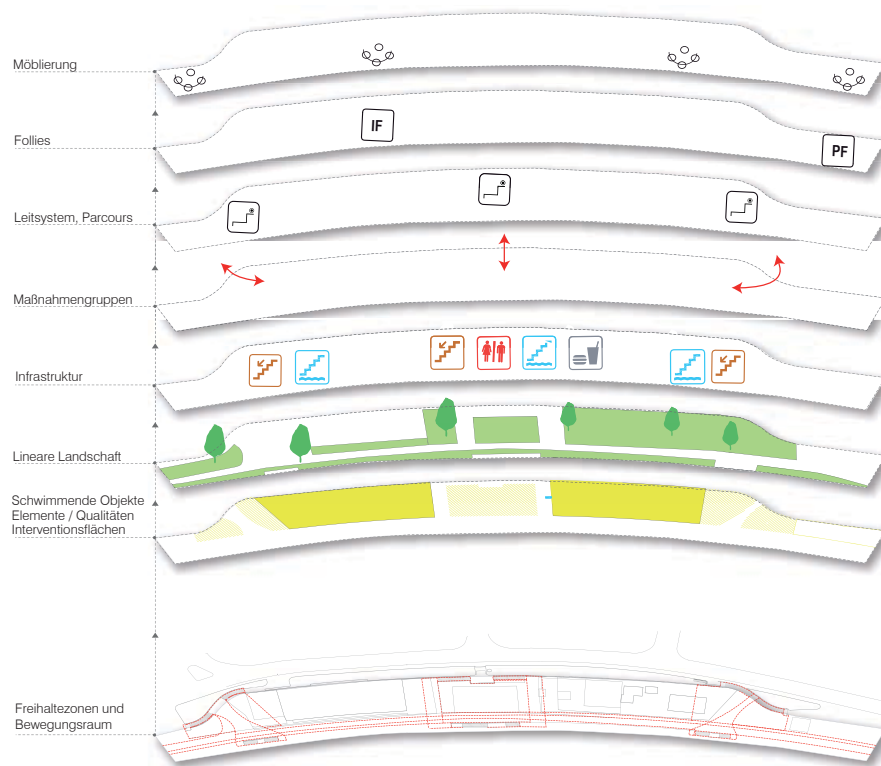 Möblierung
Follies
IF
PF
Leitsystem, Parcours
Maßnahmengruppen
Infrastruktur
Lineare Landschaft
Schwimmende Objekte
Elemente / Qualitäten
Interventionsflächen
Freihaltezonen und
Bewegungsraum